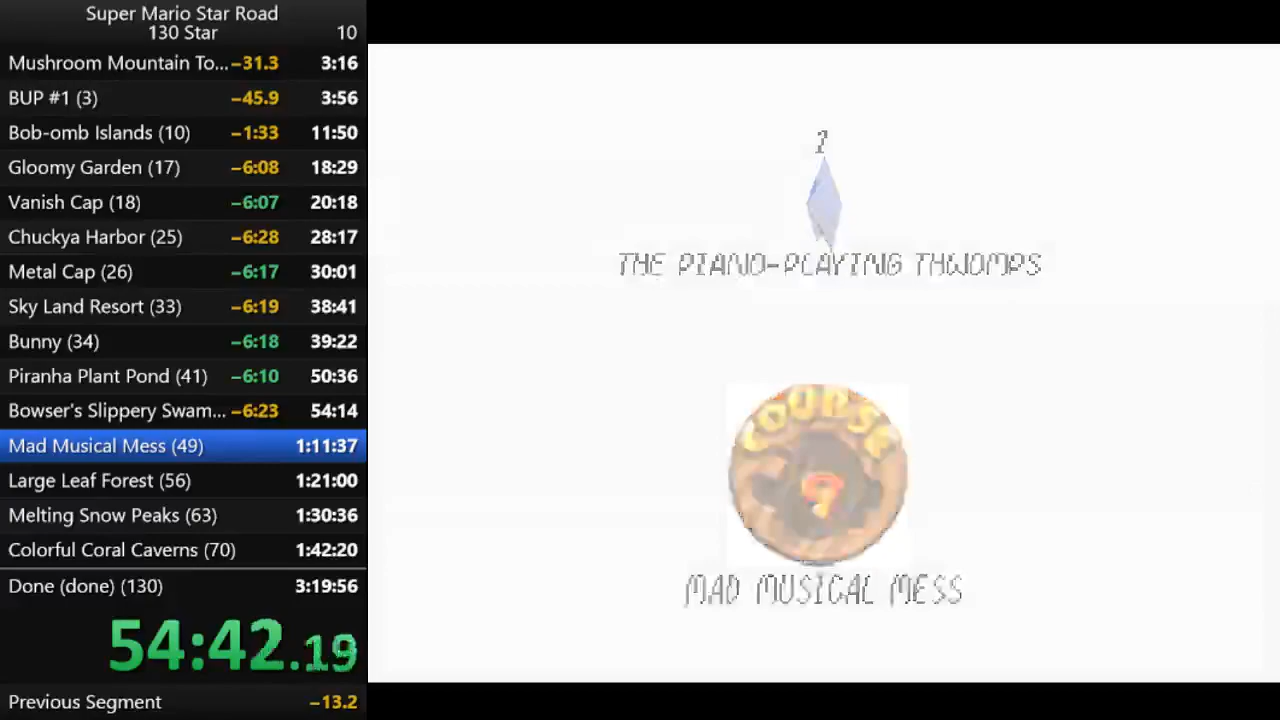 Super Mario Star Road
130 Star 10
Mushroom Mountain To... −31.3 3:16
BUP #1 (3) −45.9 3:56
Bob-omb Islands (10) −1:33 11:50
Gloomy Garden (17) −6:08 18:29
Vanish Cap (18) −6:07 20:18
Chuckya Harbor (25) −6:28 28:17
Metal Cap (26) −6:17 30:01
Sky Land Resort (33) −6:19 38:41
Bunny (34) −6:18 39:22
Piranha Plant Pond (41) −6:10 50:36
Bowser's Slippery Swam... −6:23 54:14
Mad Musical Mess (49) 1:11:37
Large Leaf Forest (56) 1:21:00
Melting Snow Peaks (63) 1:30:36
Colorful Coral Caverns (70) 1:42:20
Done (done) (130) 3:19:56
54:42.19
Previous Segment −13.2
THE PIANO-PLAYING THWOMPS
COURSE
MAD MUSICAL MESS